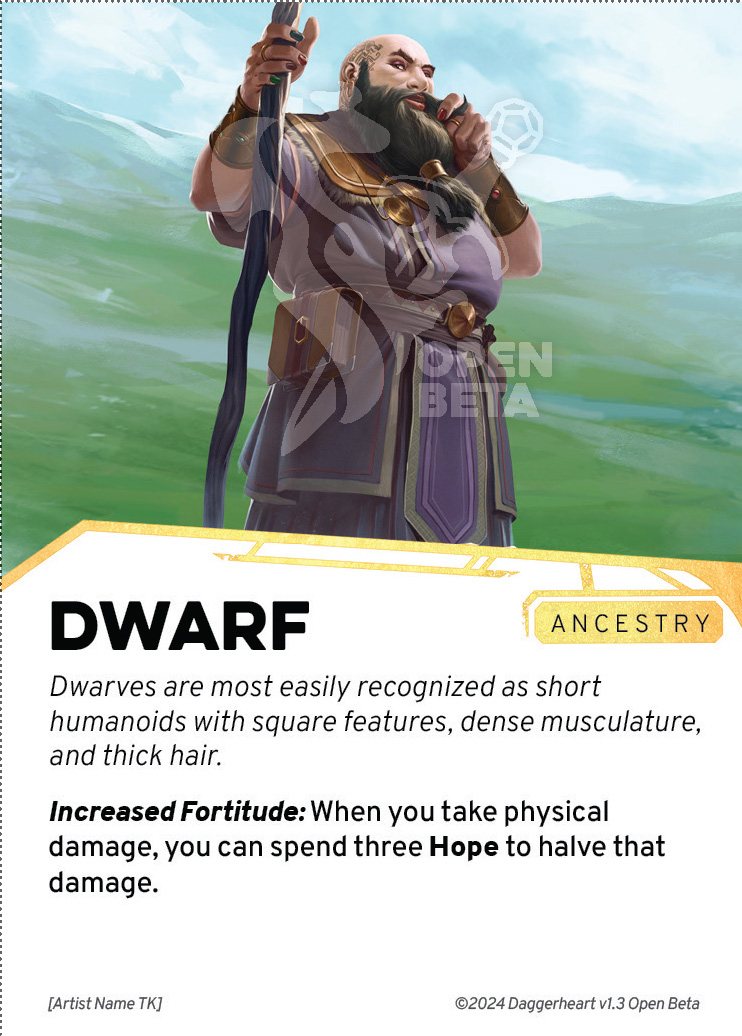 OPEN
BETA
DWARF
ANCESTRY
Dwarves are most easily recognized as short
humanoids with square features, dense musculature,
and thick hair.
Increased Fortitude: When you take physical
damage, you can spend three Hope to halve that
damage.
[Artist Name TK]
©2024 Daggerheart v1.3 Open Beta